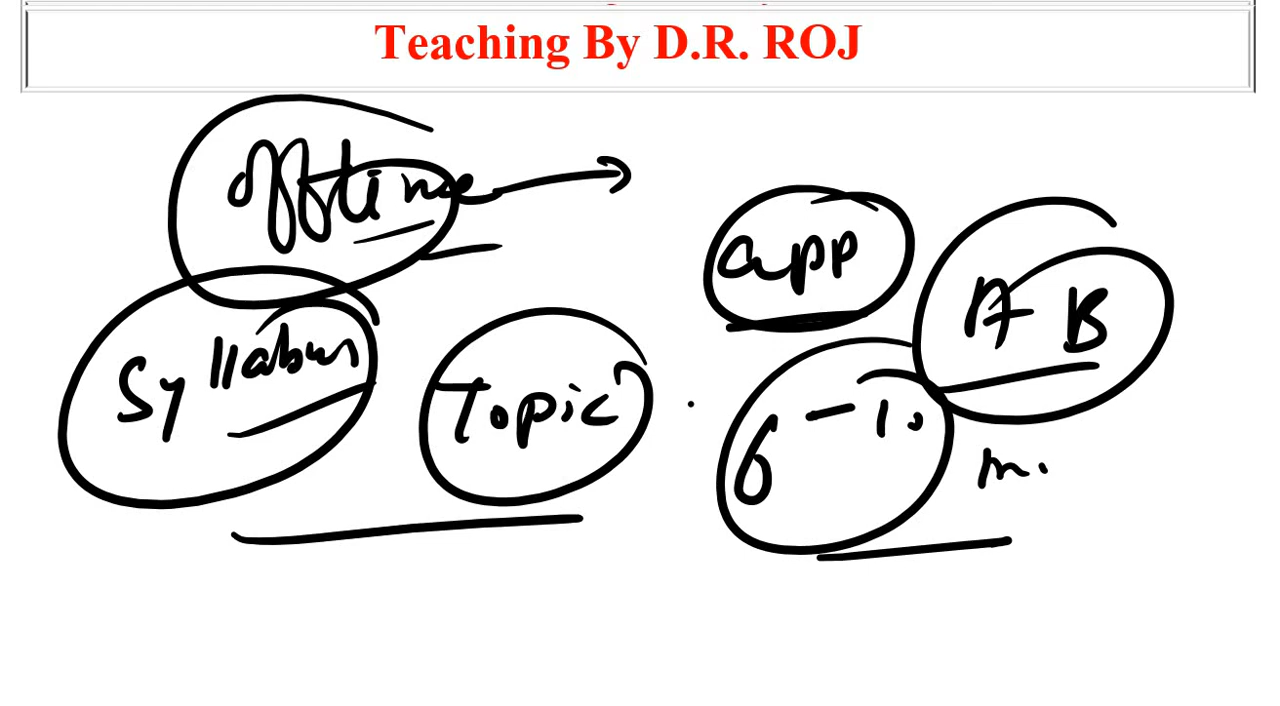 Teaching By D.R. ROJ
offline
app
A B
Syllabus
Topic
6 - 10
m.